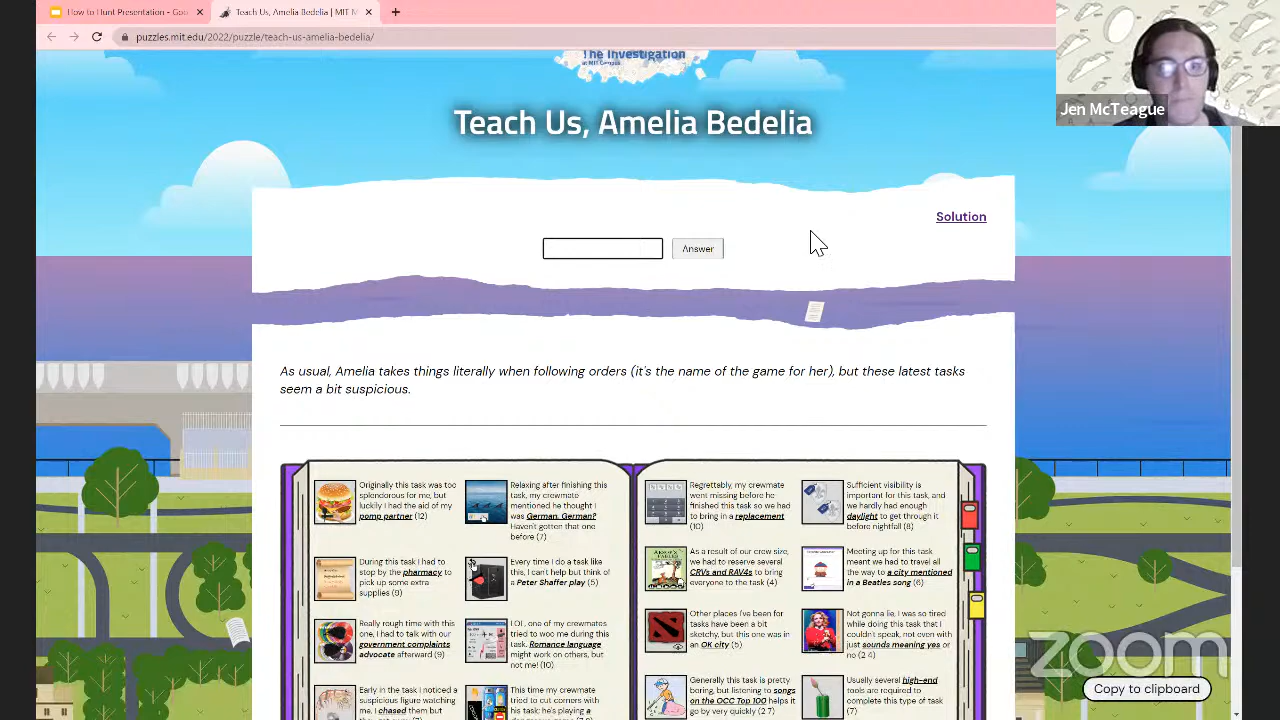 How to Hunt Presentation - Goo
Teach Us, Amelia Bedelia | MIT M
puzzles.mit.edu/2022/puzzle/teach-us-amelia-bedelia/
Jen McTeague
The Investigation
at MIT Campus
Teach Us, Amelia Bedelia
Solution
Answer
As usual, Amelia takes things literally when following orders (it's the name of the game for her), but these latest tasks
seem a bit suspicious.
Originally this task was too
splendorous for me, but
luckily I had the aid of my
pomp partner (12)
Relaxing after finishing this
task, my crewmate
mentioned he thought I
was German. German?
Haven't gotten that one
before (7)
Regrettably, my crewmate
went missing before he
finished this task so we had
to bring in a replacement
(10)
Sufficient visibility is
important for this task, and
we hardly had enough
daylight to get through it
before nightfall (8)
During this task I had to
stop by the pharmacy to
pick up some extra
supplies (9)
Every time I do a task like
this, I can't help but think of
a Peter Shaffer play (5)
As a result of our crew size,
we had to reserve several
CRVs and RAV4s to bring
everyone to the task (4)
Meeting up for this task
meant we had to travel all
the way to a city mentioned
in a Beatles song (6)
Really rough time with this
one, I had to talk with our
government complaints
advocate afterward (9)
LOL, one of my crewmates
tried to woo me during this
task. Romance language
might work on others, but
not me! (10)
Other places I've been for
tasks have been a bit
sketchy, but this one was in
an OK city (5)
Not gonna lie, I was so tired
while doing this task that I
couldn't speak, not even with
just sounds meaning yes or
no (2 4)
Early in the task I noticed a
suspicious figure watching
me. I chased them but
This time my crewmate
tried to cut corners with
this task, he's playing a
Generally this task is pretty
boring, but listening to songs
on the OCC Top 100 helps
it go by very quickly (2 7)
Usually several high-end
tools are required to
complete this type of task
(7)
zoom
Copy to clipboard